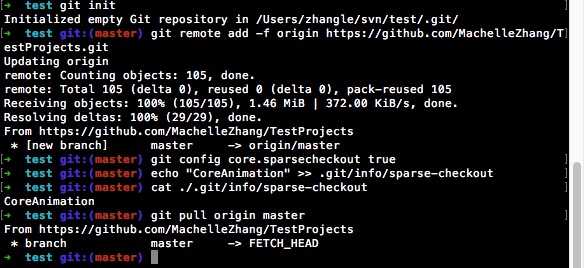 [➜  test git init                                                    ]
Initialized empty Git repository in /Users/zhangle/svn/test/.git/
[➜  test git:(master) git remote add -f origin https://github.com/MachelleZhang/T]
estProjects.git
Updating origin
remote: Counting objects: 105, done.
remote: Total 105 (delta 0), reused 0 (delta 0), pack-reused 105
Receiving objects: 100% (105/105), 1.46 MiB | 372.00 KiB/s, done.
Resolving deltas: 100% (29/29), done.
From https://github.com/MachelleZhang/TestProjects
 * [new branch]      master     -> origin/master
[➜  test git:(master) git config core.sparsecheckout true            ]
[➜  test git:(master) echo "CoreAnimation" >> .git/info/sparse-checkout ]
[➜  test git:(master) cat ./.git/info/sparse-checkout                ]
CoreAnimation
[➜  test git:(master) git pull origin master                         ]
From https://github.com/MachelleZhang/TestProjects
 * branch            master     -> FETCH_HEAD
➜  test git:(master)